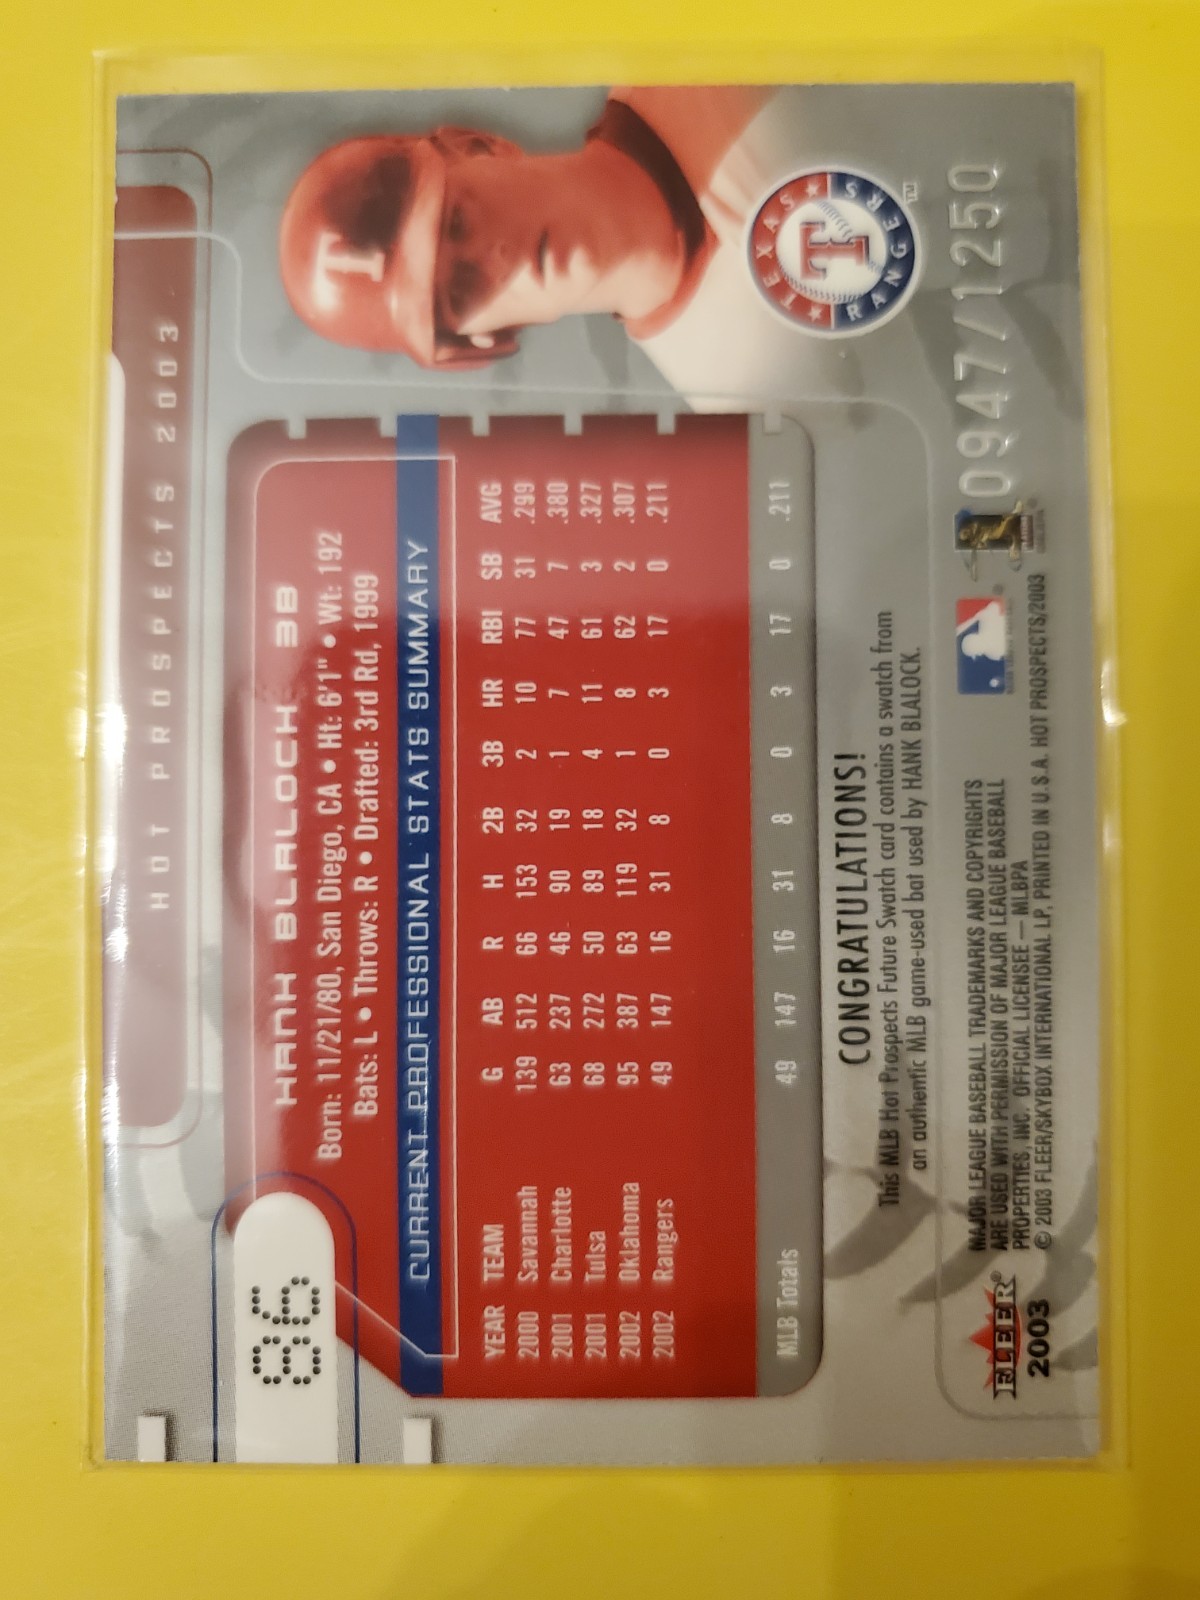 HOT PROSPECTS 2003
86
HANK BLALOCK 3B
Born: 11/21/80, San Diego, CA • Ht: 6'1" • Wt: 192
Bats: L • Throws: R • Drafted: 3rd Rd, 1999
CURRENT PROFESSIONAL STATS SUMMARY
YEAR TEAM G AB R H 2B 3B HR RBI SB AVG
2000 Savannah 139 512 66 153 32 2 10 77 31 .299
2001 Charlotte 63 237 46 90 19 1 7 47 7 .380
2001 Tulsa 68 272 50 89 18 4 11 61 3 .327
2002 Oklahoma 95 387 63 119 32 1 8 62 2 .307
2002 Rangers 49 147 16 31 8 0 3 17 0 .211
MLB Totals 49 147 16 31 8 0 3 17 0 .211
T
TEXAS
T
RANGERS
TM
CONGRATULATIONS!
This MLB Hot Prospects Future Swatch card contains a swatch from
an authentic MLB game-used bat used by HANK BLALOCK.
FLEER®
2003
MAJOR LEAGUE BASEBALL TRADEMARKS AND COPYRIGHTS
ARE USED WITH PERMISSION OF MAJOR LEAGUE BASEBALL
PROPERTIES, INC. OFFICIAL LICENSEE — MLBPA
© 2003 FLEER/SKYBOX INTERNATIONAL LP, PRINTED IN U.S.A. HOT PROSPECTS/2003
0947/1250